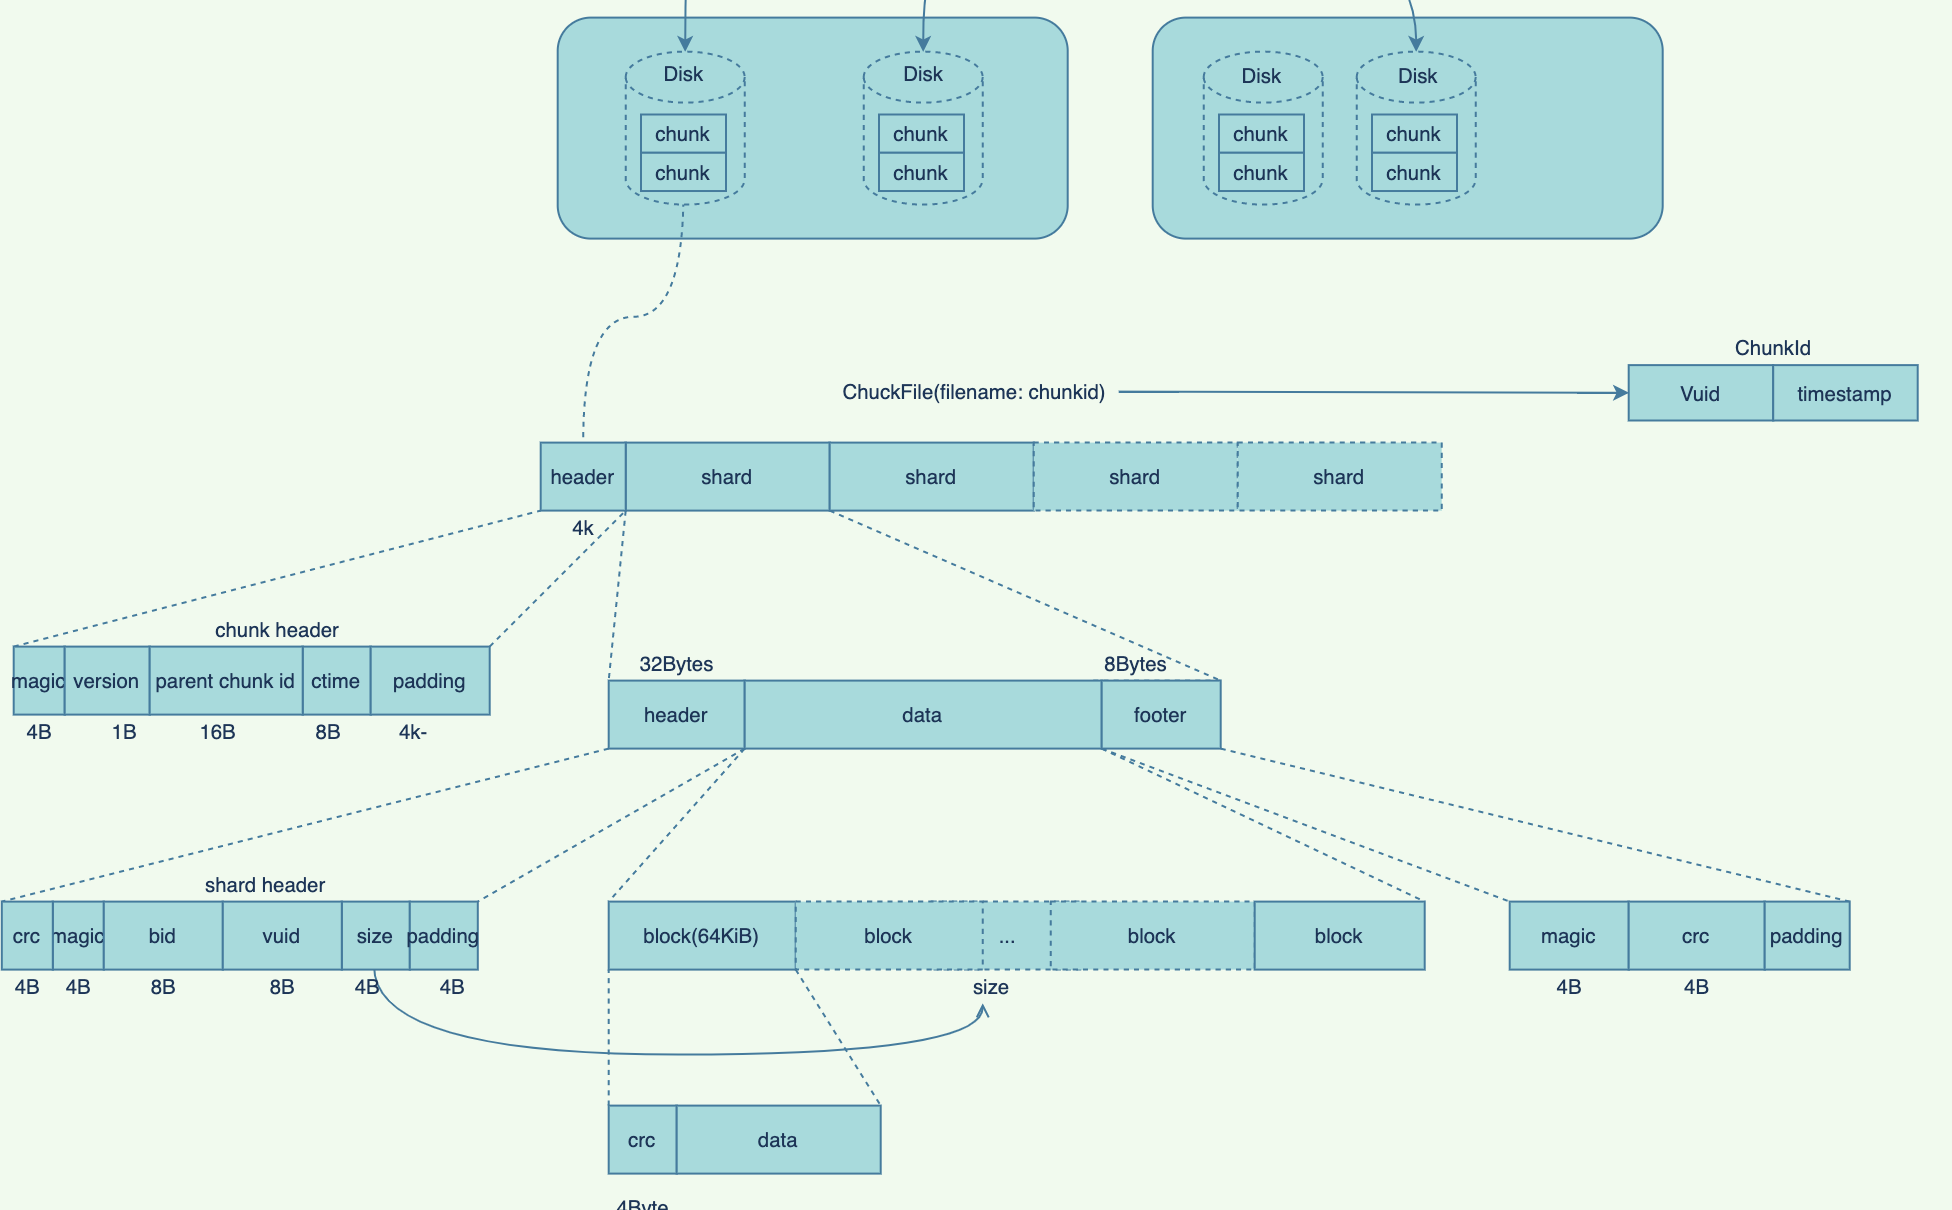 Disk
Disk
Disk
Disk
chunk
chunk
chunk
chunk
chunk
chunk
chunk
chunk
ChunkId
ChuckFile(filename: chunkid)
Vuid
timestamp
header
shard
shard
shard
shard
4k
chunk header
32Bytes
8Bytes
magic
version
parent chunk id
ctime
padding
header
data
footer
4B
1B
16B
8B
4k-
shard header
crc
magic
bid
vuid
size
padding
block(64KiB)
block
...
block
block
magic
crc
padding
4B
4B
8B
8B
4B
4B
size
4B
4B
crc
data
4Byte